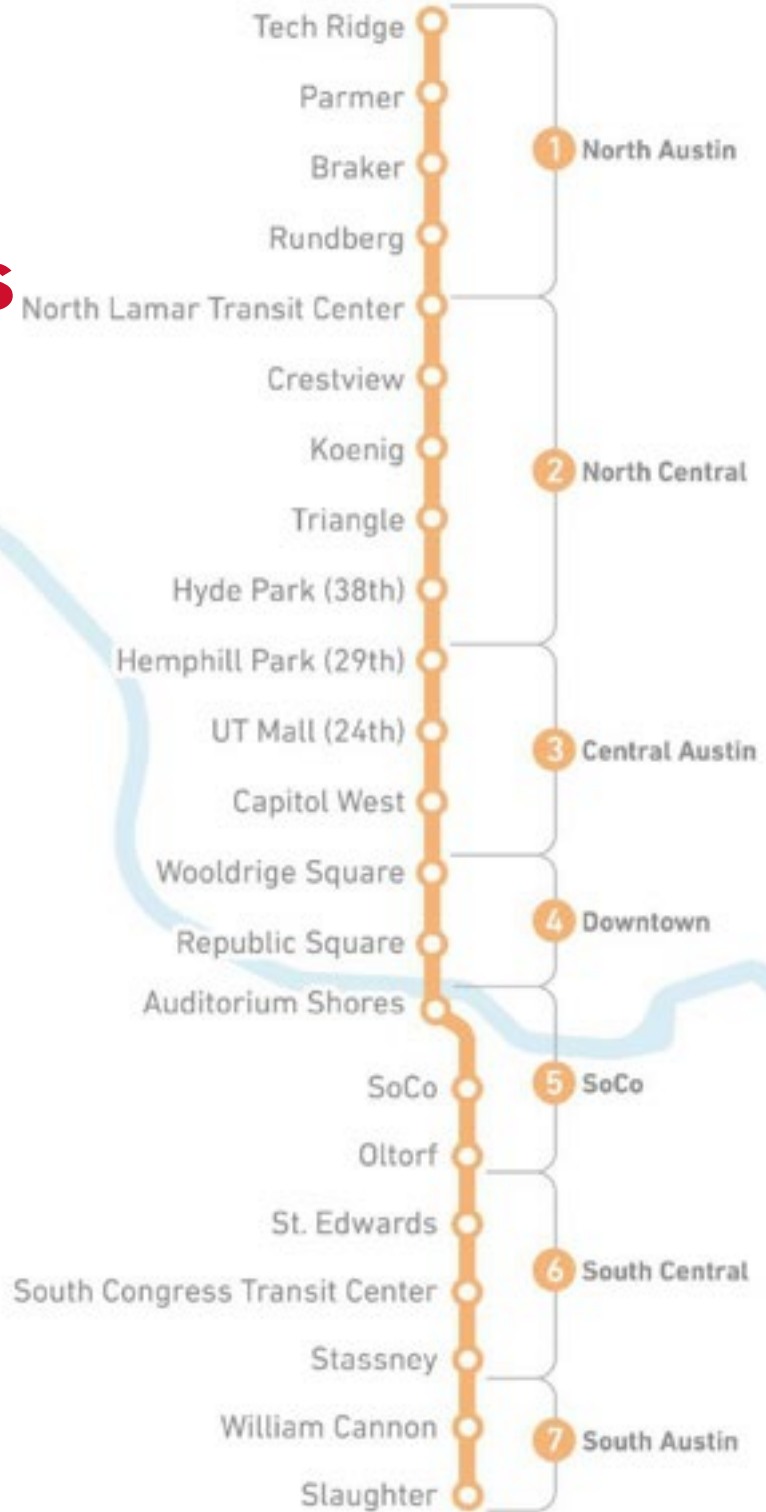 Tech Ridge
Parmer
Braker
1 North Austin
Rundberg
s
North Lamar Transit Center
Crestview
Koenig
2 North Central
Triangle
Hyde Park (38th)
Hemphill Park (29th)
UT Mall (24th)
3 Central Austin
Capitol West
Wooldrige Square
4 Downtown
Republic Square
Auditorium Shores
SoCo
5 SoCo
Oltorf
St. Edwards
6 South Central
South Congress Transit Center
Stassney
William Cannon
7 South Austin
Slaughter